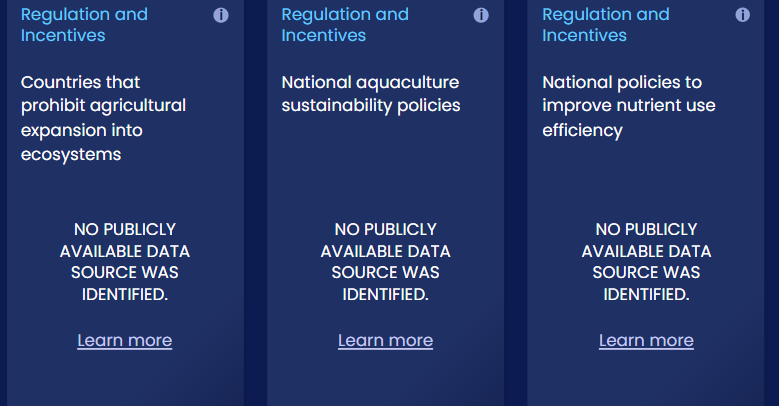 Regulation and
Incentives
Countries that
prohibit agricultural
expansion into
ecosystems
NO PUBLICLY
AVAILABLE DATA
SOURCE WAS
IDENTIFIED.
Learn more
Regulation and
Incentives
National aquaculture
sustainability policies
NO PUBLICLY
AVAILABLE DATA
SOURCE WAS
IDENTIFIED.
Learn more
Regulation and
Incentives
National policies to
improve nutrient use
efficiency
NO PUBLICLY
AVAILABLE DATA
SOURCE WAS
IDENTIFIED.
Learn more